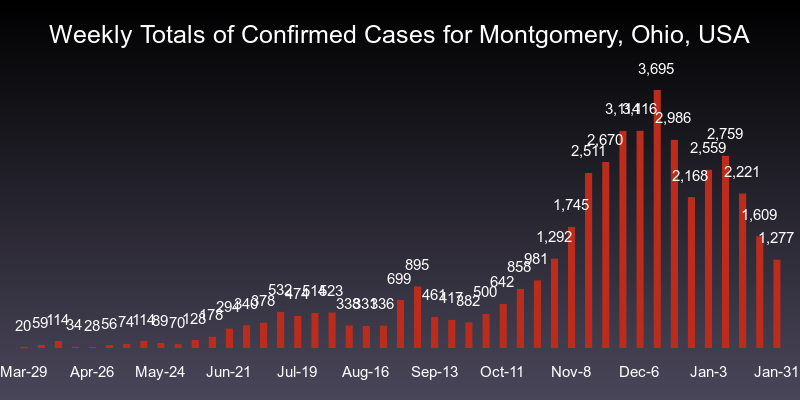 Weekly Totals of Confirmed Cases for Montgomery, Ohio, USA
20 59 114 34 28 56 74 114 89 70 128 178 294 340 378 532 474 523 338 336 699 895 461 417 382 500 642 858 981 1,292 1,745 2,511 2,670 3,116 3,695 2,986 2,168 2,559 2,759 2,221 1,609 1,277
Mar-29 Apr-26 May-24 Jun-21 Jul-19 Aug-16 Sep-13 Oct-11 Nov-8 Dec-6 Jan-3 Jan-31